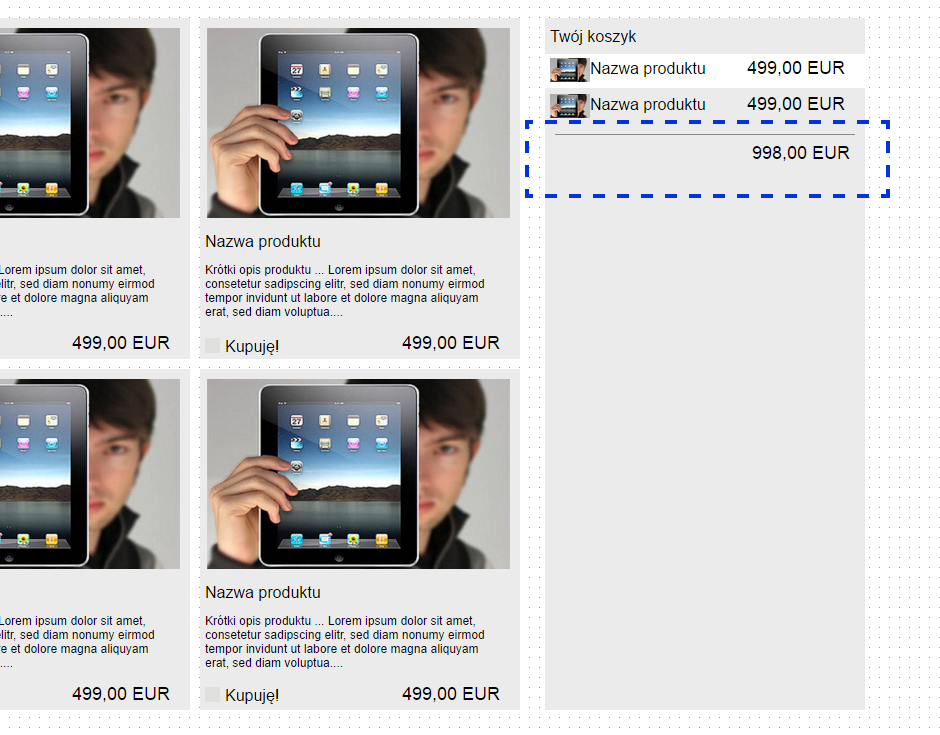 Twój koszyk
Nazwa produktu 499,00 EUR
Nazwa produktu 499,00 EUR
998,00 EUR
Lorem ipsum dolor sit amet,
elitr, sed diam nonumy eirmod
re et dolore magna aliquyam
....
499,00 EUR
Nazwa produktu
Krótki opis produktu ... Lorem ipsum dolor sit amet,
consetetur sadipscing elitr, sed diam nonumy eirmod
tempor invidunt ut labore et dolore magna aliquyam
erat, sed diam voluptua....
Kupuję! 499,00 EUR
Lorem ipsum dolor sit amet,
elitr, sed diam nonumy eirmod
re et dolore magna aliquyam
....
499,00 EUR
Nazwa produktu
Krótki opis produktu ... Lorem ipsum dolor sit amet,
consetetur sadipscing elitr, sed diam nonumy eirmod
tempor invidunt ut labore et dolore magna aliquyam
erat, sed diam voluptua....
Kupuję! 499,00 EUR